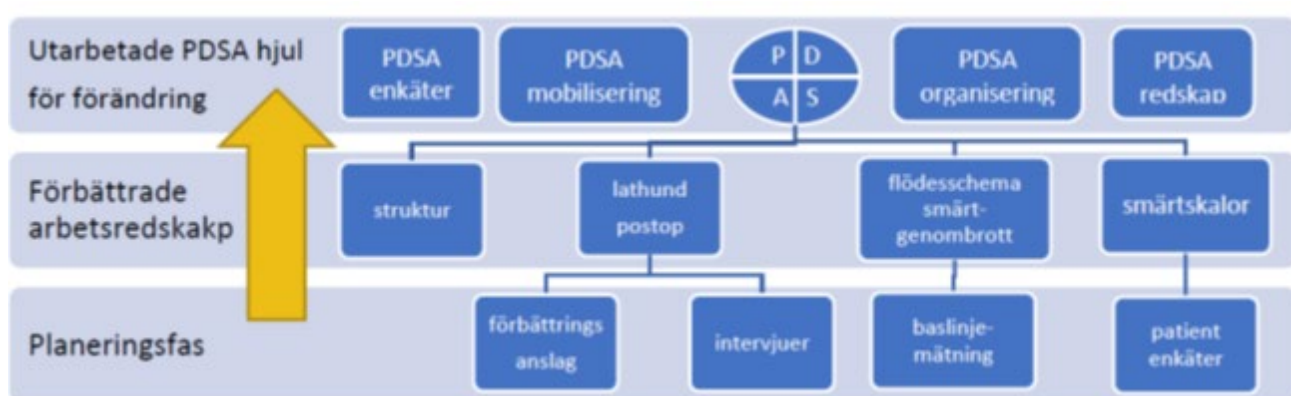 Utarbetade PDSA hjul
för förändring
PDSA
enkäter
PDSA
mobilisering
P D
A S
PDSA
organisering
PDSA
redskap
Förbättrade
arbetsredskakp
struktur
lathund
postop
flödesschema
smärt-
genombrott
smärtskalor
Planeringsfas
förbättrings
anslag
intervjuer
baslinje-
mätning
patient
enkäter